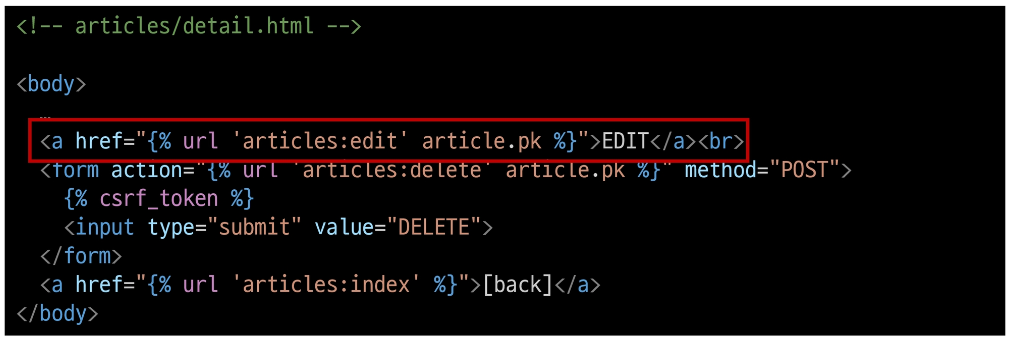 <!-- articles/detail.html -->
<body>
…
<a href="{% url 'articles:edit' article.pk %}">EDIT</a><br>
<form action="{% url 'articles:delete' article.pk %}" method="POST">
{% csrf_token %}
<input type="submit" value="DELETE">
</form>
<a href="{% url 'articles:index' %}">[back]</a>
</body>